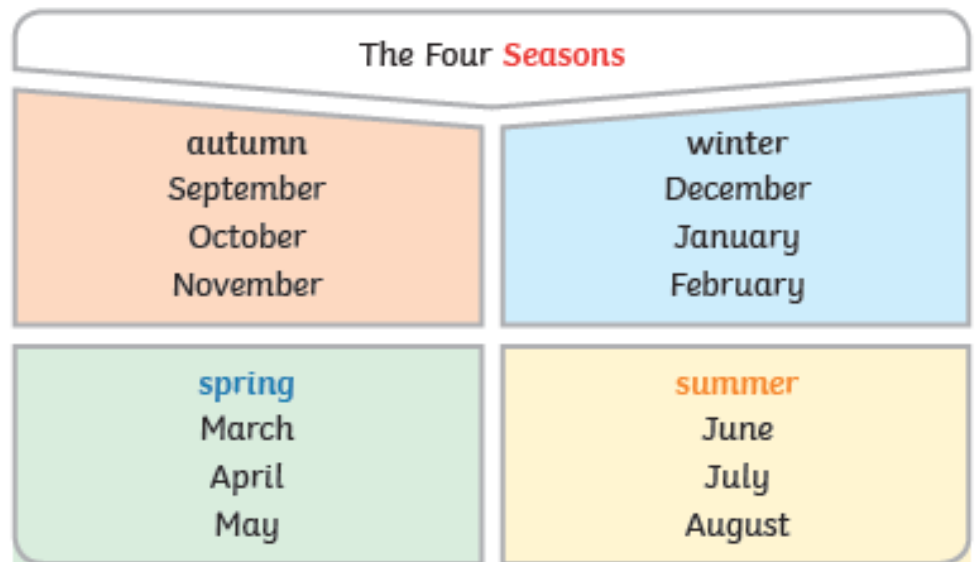 The Four Seasons
autumn
September
October
November
winter
December
January
February
spring
March
April
May
summer
June
July
August